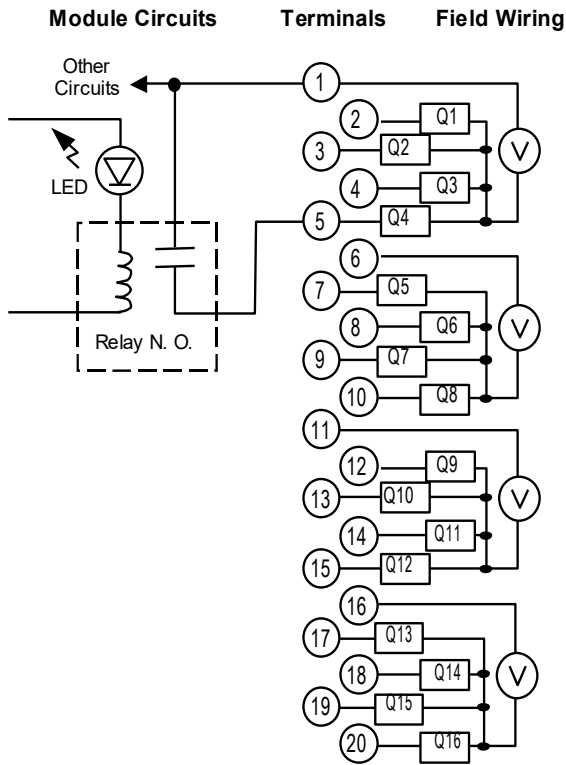 Module Circuits Terminals Field Wiring
Other
Circuits
1
2 Q1
V
3 Q2
LED
4 Q3
5 Q4
6
7 Q5
8 Q6
V
Relay N. O.
9 Q7
10 Q8
11
12 Q9
13 Q10
V
14 Q11
15 Q12
16
17 Q13
18 Q14
V
19 Q15
20 Q16